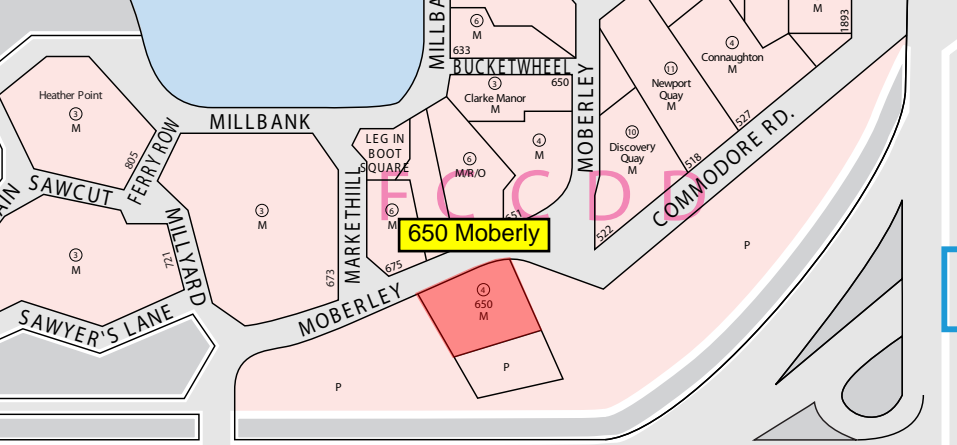 MILLBA
6
M
633
M
1893
BUCKETWHEEL
650
4
Connaughton
M
3
Clarke Manor
M
11
Newport
Quay
M
Heather Point
3
M
MILLBANK
527
MOBERLEY
LEG IN
BOOT
SQUARE
4
M
10
Discovery
Quay
M
518
805
FERRY ROW
6
M/R/O
COMMODORE RD.
SAWCUT
AIN
FCCDD
3
M
6
M
651
522
650 Moberly
P
MILLYARD
721
3
M
MARKETHILL
673
675
4
650
M
MOBERLEY
SAWYER'S LANE
P
P